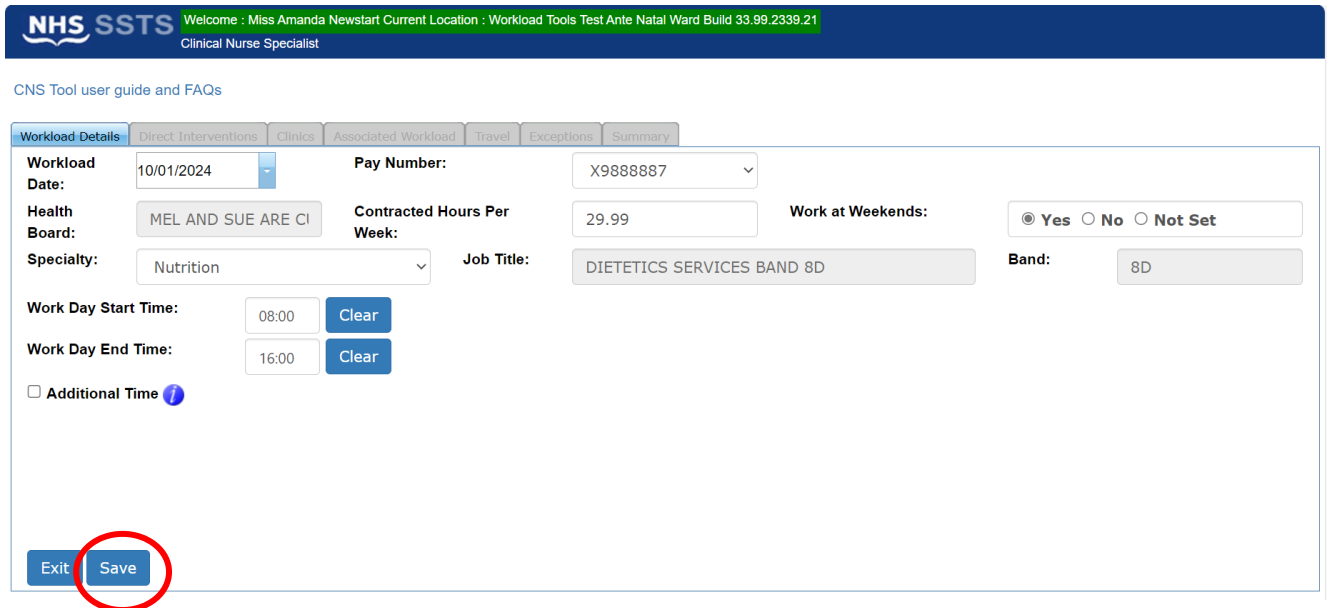 NHS SSTS Welcome : Miss Amanda Newstart Current Location : Workload Tools Test Ante Natal Ward Build 33.99.2339.21
Clinical Nurse Specialist
CNS Tool user guide and FAQs
Workload Details Direct Interventions Clinics Associated Workload Travel Exceptions Summary
Workload Date: 10/01/2024 Pay Number: X9888887
Health Board: MEL AND SUE ARE CU Contracted Hours Per Week: 29.99 Work at Weekends: Yes No Not Set
Specialty: Nutrition Job Title: DIETETICS SERVICES BAND 8D Band: 8D
Work Day Start Time: 08:00 Clear
Work Day End Time: 16:00 Clear
Additional Time i
Exit Save